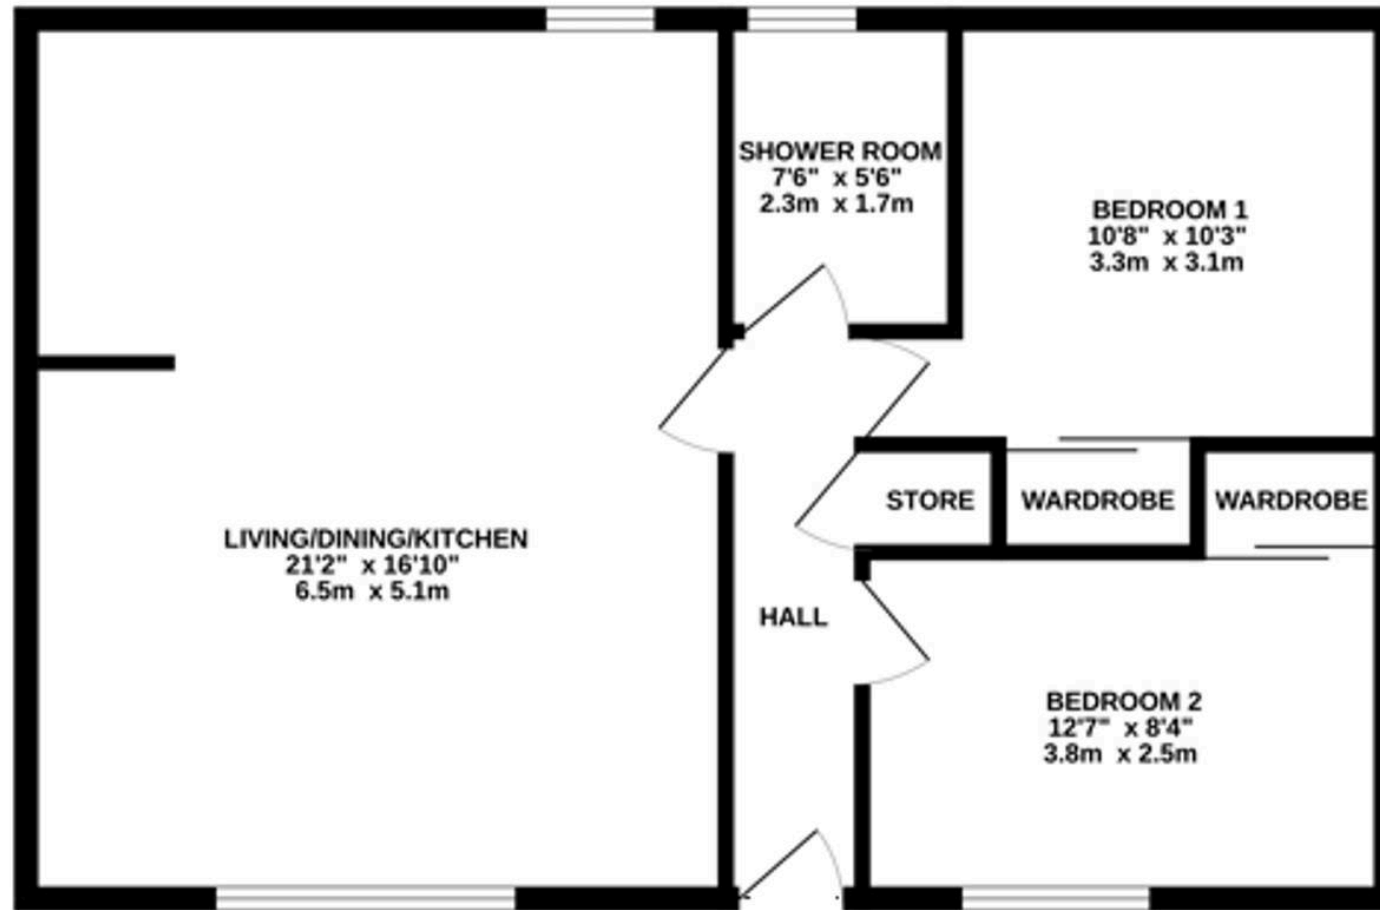 SHOWER ROOM
7'6" x 5'6"
2.3m x 1.7m
BEDROOM 1
10'8" x 10'3"
3.3m x 3.1m
STORE
WARDROBE
WARDROBE
LIVING/DINING/KITCHEN
21'2" x 16'10"
6.5m x 5.1m
HALL
BEDROOM 2
12'7" x 8'4"
3.8m x 2.5m